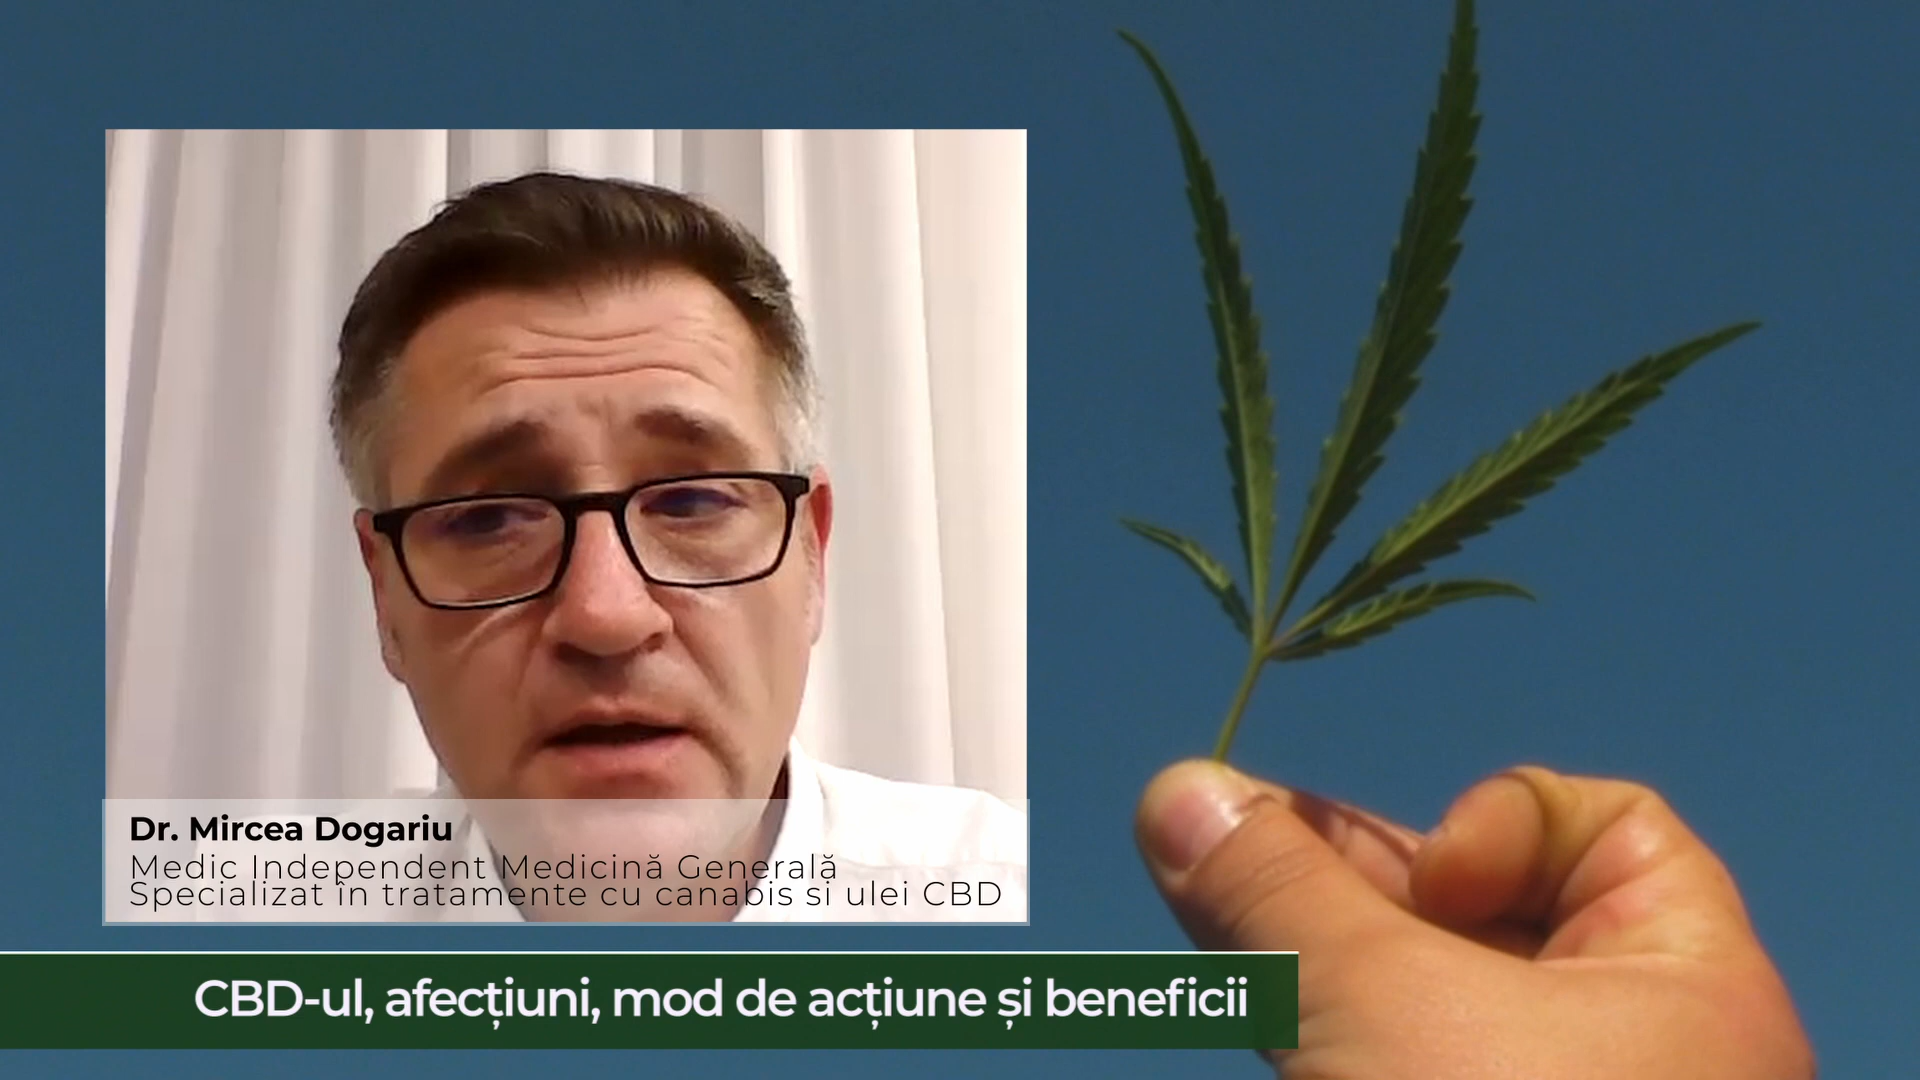 Dr. Mircea Dogariu
Medic Independent Medicină Generală
Specializat în tratamente cu canabis si ulei CBD
CBD-ul, afecțiuni, mod de acțiune și beneficii